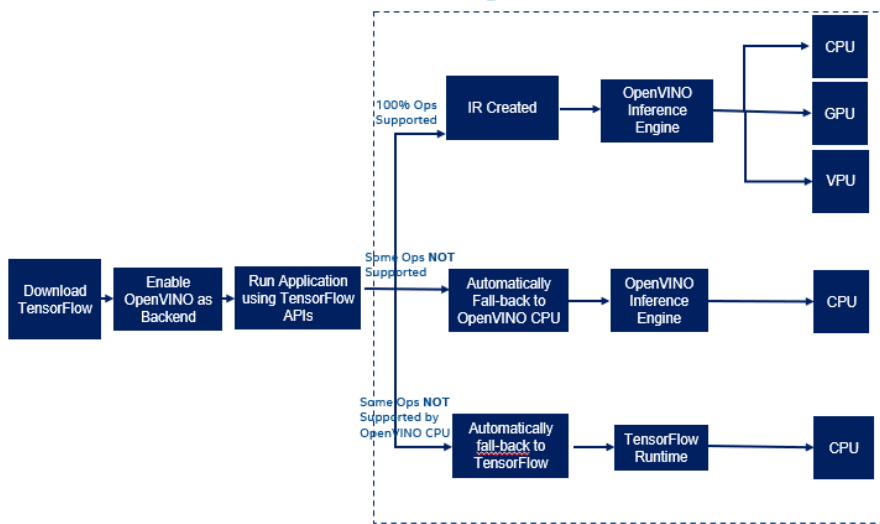 100% Ops
Supported
IR Created
OpenVINO
Inference
Engine
CPU
GPU
VPU
Download
TensorFlow
Enable
OpenVINO as
Backend
Run Application
using TensorFlow
APIs
Some Ops NOT
Supported
Automatically
Fall-back to
OpenVINO CPU
OpenVINO
Inference
Engine
CPU
Some Ops NOT
Supported by
OpenVINO CPU
Automatically
fall-back to
TensorFlow
TensorFlow
Runtime
CPU